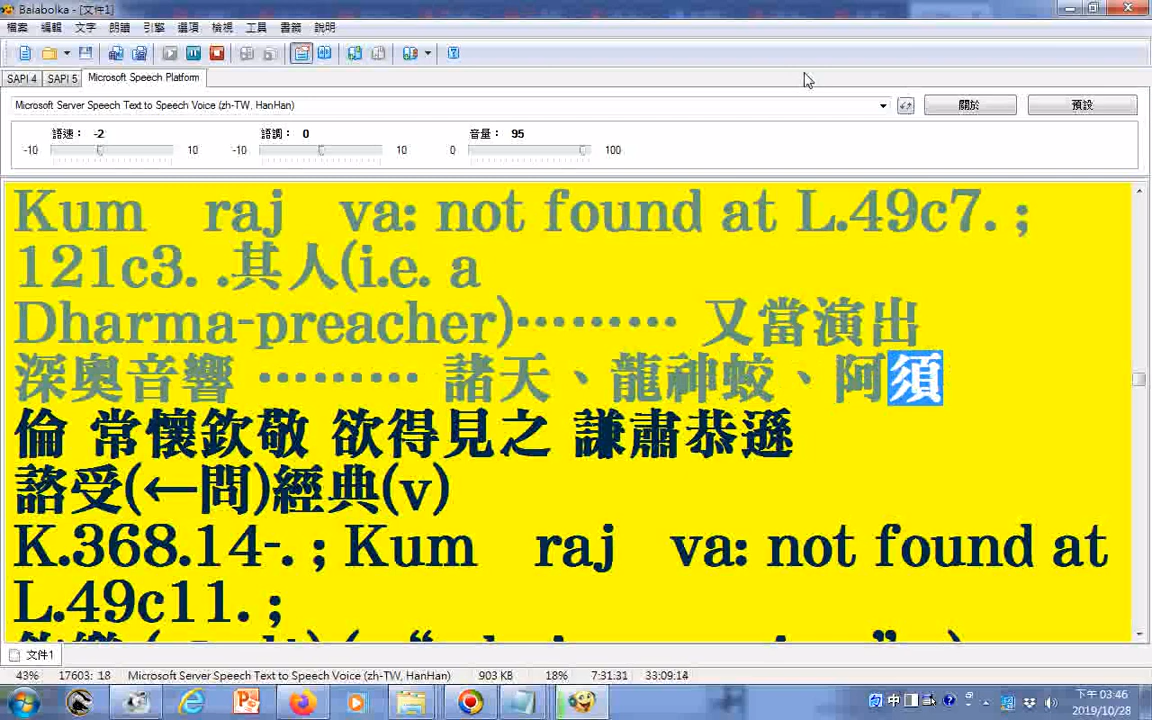 Balabolka - [文件1]
檔案 編輯 文字 朗讀 引擎 選項 檢視 工具 書籤 說明
SAPI 4 SAPI 5 Microsoft Speech Platform
Microsoft Server Speech Text to Speech Voice (zh-TW, HanHan) 關於 預設
語速： -2 語調： 0 音量： 95
-10 10 -10 10 0 100
Kum raj va: not found at L.49c7. ;
121c3. .其人(i.e. a
Dharma-preacher)⋯⋯⋯ 又當演出
深奧音響 ⋯⋯⋯ 諸天、龍神蛟、阿須
倫 常懷欽敬 欲得見之 謙肅恭遜
諮受(←問)經典(v)
K.368.14-. ; Kum raj va: not found at
L.49c11. ;
文件1
43% 17603: 18 Microsoft Server Speech Text to Speech Voice (zh-TW, HanHan) 903 KB 18% 7:31:31 33:09:14
中 下午 03:46
2019/10/28